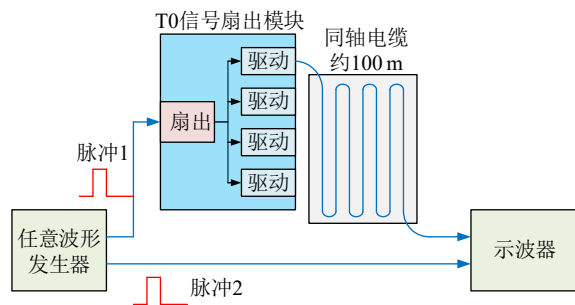 T0信号扇出模块
同轴电缆
约100 m
驱动
驱动
扇出
驱动
驱动
脉冲1
任意波形
发生器
示波器
脉冲2